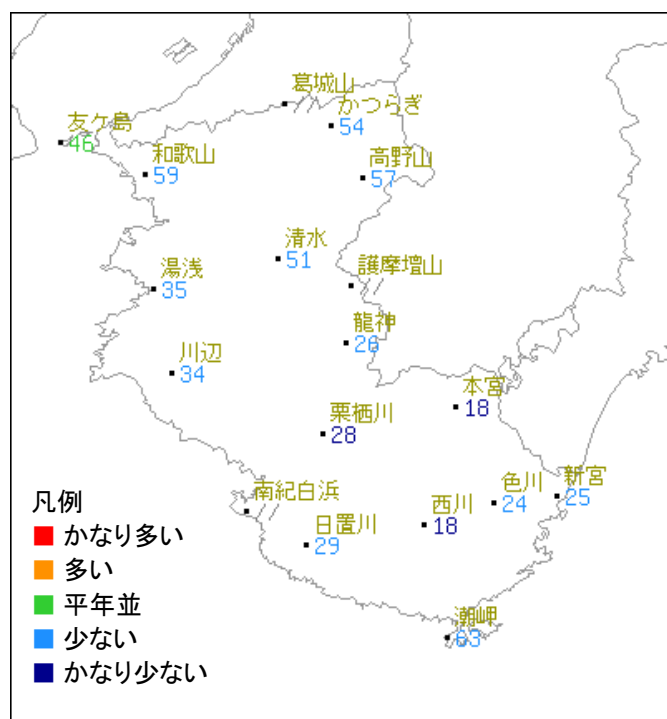 葛城山
かつらぎ
54
友ケ島
46
和歌山
59
高野山
57
清水
51
護摩壇山
湯浅
35
龍神
26
川辺
34
本宮
18
栗栖川
28
南紀白浜
日置川
29
西川
18
色川
24
新宮
25
潮岬
63
凡例
かなり多い
多い
平年並
少ない
かなり少ない